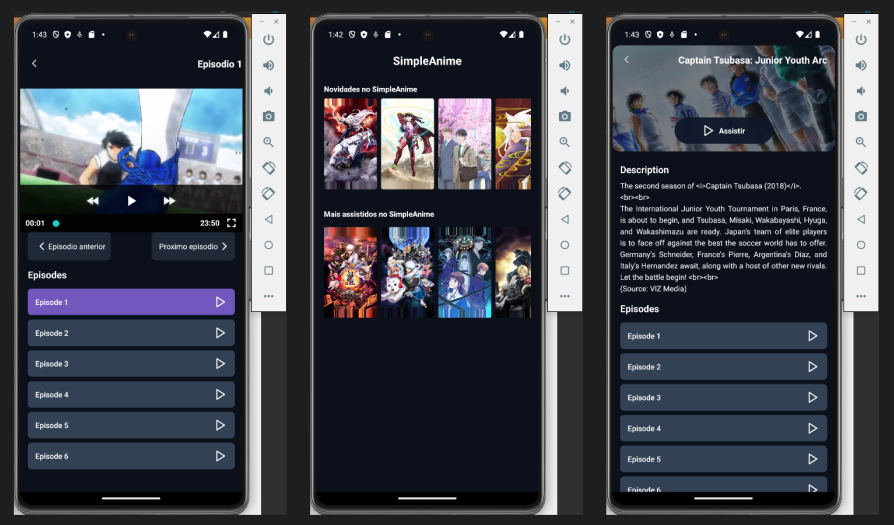 1:43
Episodio 1
00:01
23:50
Episodio anterior
Proximo episodio
Episodes
Episode 1
Episode 2
Episode 3
Episode 4
Episode 5
Episode 6
1:42
SimpleAnime
Novidades no SimpleAnime
Mais assistidos no SimpleAnime
1:43
Captain Tsubasa: Junior Youth Arc
Assistir
Description
The second season of <i>Captain Tsubasa (2018)</i>.
<br><br>
The International Junior Youth Tournament in Paris, France,
is about to begin, and Tsubasa, Misaki, Wakabayashi, Hyuga,
and Wakashimazu are ready. Japan's team of elite players
is to face off against the best the soccer world has to offer.
Germany's Schneider, France's Pierre, Argentina's Diaz, and
Italy's Hernandez await, along with a host of other new rivals.
Let the battle begin! <br><br>
(Source: VIZ Media)
Episodes
Episode 1
Episode 2
Episode 3
Episode 4
Episode 5
Episode 6